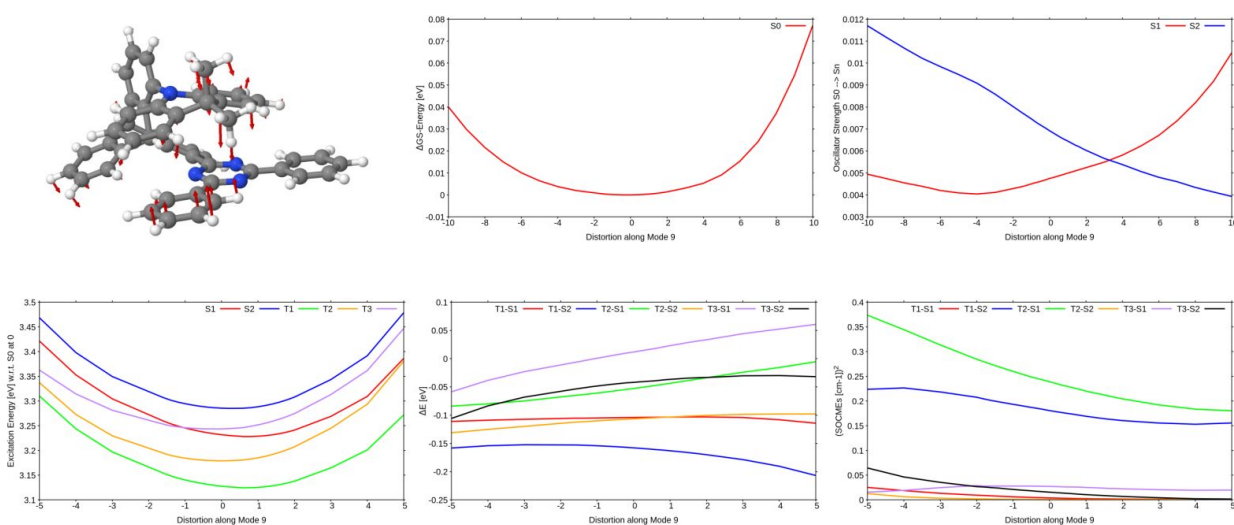 S0
0.08
0.07
0.06
0.05
0.04
0.03
0.02
0.01
0
-0.01
-10 -8 -6 -4 -2 0 2 4 6 8 10
ΔGS-Energy [eV]
Distortion along Mode 9
S1 S2
0.012
0.011
0.010
0.009
0.008
0.007
0.006
0.005
0.004
0.003
-10 -8 -6 -4 -2 0 2 4 6 8 10
Oscillator Strength S0 --> Sn
Distortion along Mode 9
S1 S2 T1 T2 T3
3.5
3.45
3.4
3.35
3.3
3.25
3.2
3.15
3.1
-5 -4 -3 -2 -1 0 1 2 3 4 5
Excitation Energy [eV] w.r.t. S0 at 0
Distortion along Mode 9
T1-S1 T1-S2 T2-S1 T2-S2 T3-S1 T3-S2
0.1
0.05
0
-0.05
-0.1
-0.15
-0.2
-0.25
-5 -4 -3 -2 -1 0 1 2 3 4 5
ΔE [eV]
Distortion along Mode 9
T1-S1 T1-S2 T2-S1 T2-S2 T3-S1 T3-S2
0.4
0.35
0.3
0.25
0.2
0.15
0.1
0.05
0
-5 -4 -3 -2 -1 0 1 2 3 4 5
(SOCMEs [cm-1])²
Distortion along Mode 9